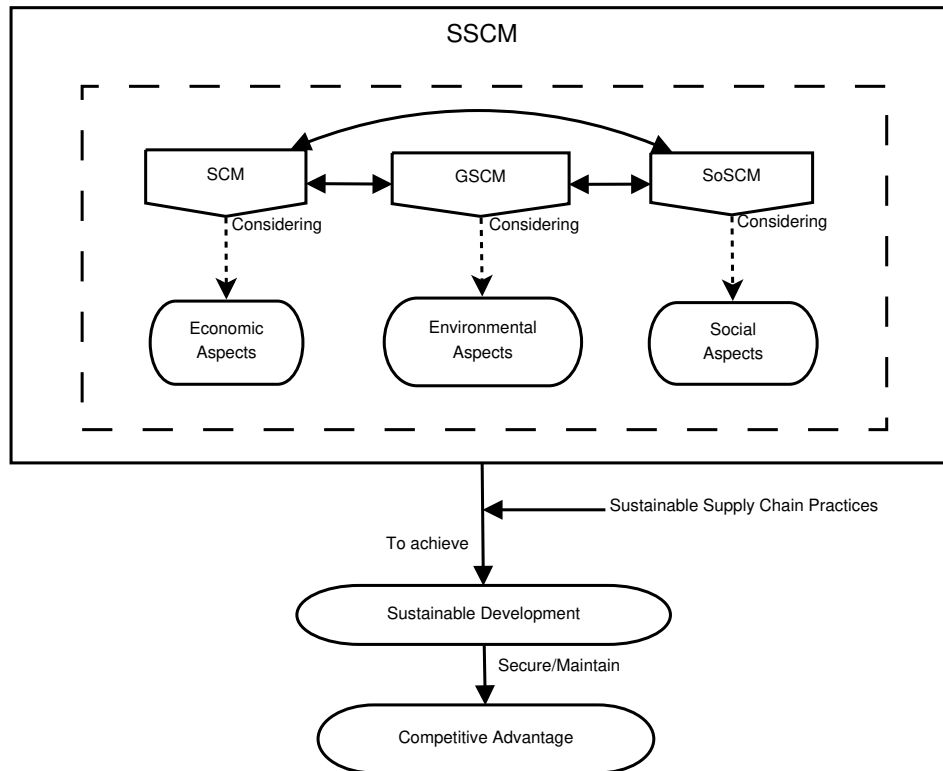 SSCM
SCM
GSCM
SoSCM
Considering
Considering
Considering
Economic
Aspects
Environmental
Aspects
Social
Aspects
Sustainable Supply Chain Practices
To achieve
Sustainable Development
Secure/Maintain
Competitive Advantage